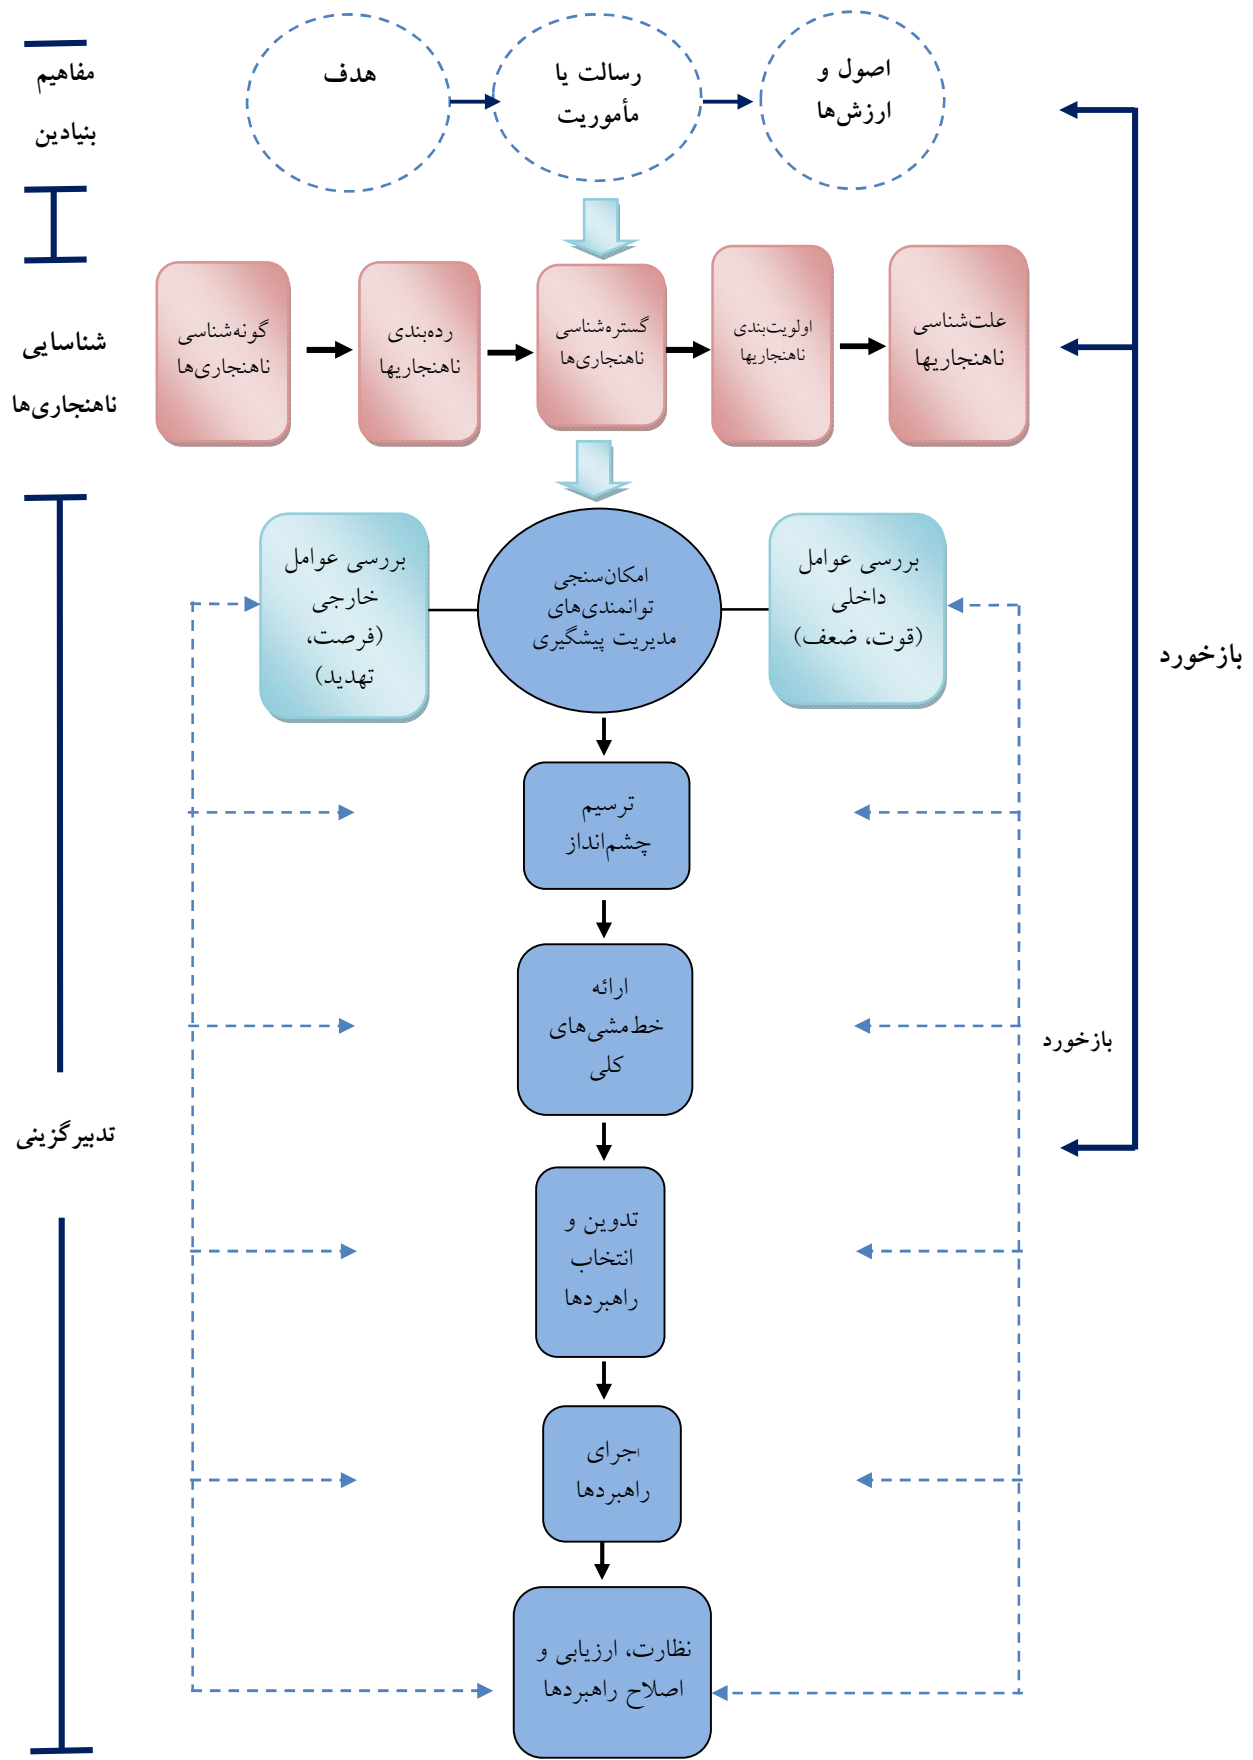 مفاهیم
بنیادین
هدف
رسالت یا
مأموریت
اصول و
ارزش‌ها
شناسایی
ناهنجاری‌ها
گونه‌شناسی
ناهنجاری‌ها
رده‌بندی
ناهنجاریها
گستره‌شناسی
ناهنجاری‌ها
اولویت‌بندی
ناهنجاریها
علت‌شناسی
ناهنجاریها
بررسی عوامل
خارجی
(فرصت،
تهدید)
امکان‌سنجی
توانمندی‌های
مدیریت پیشگیری
بررسی عوامل
داخلی
(قوت، ضعف)
بازخورد
ترسیم
چشم‌انداز
ارائه
خط‌مشی‌های
کلی
بازخورد
تدبیرگزینی
تدوین و
انتخاب
راهبردها
اجرای
راهبردها
نظارت، ارزیابی و
اصلاح راهبردها